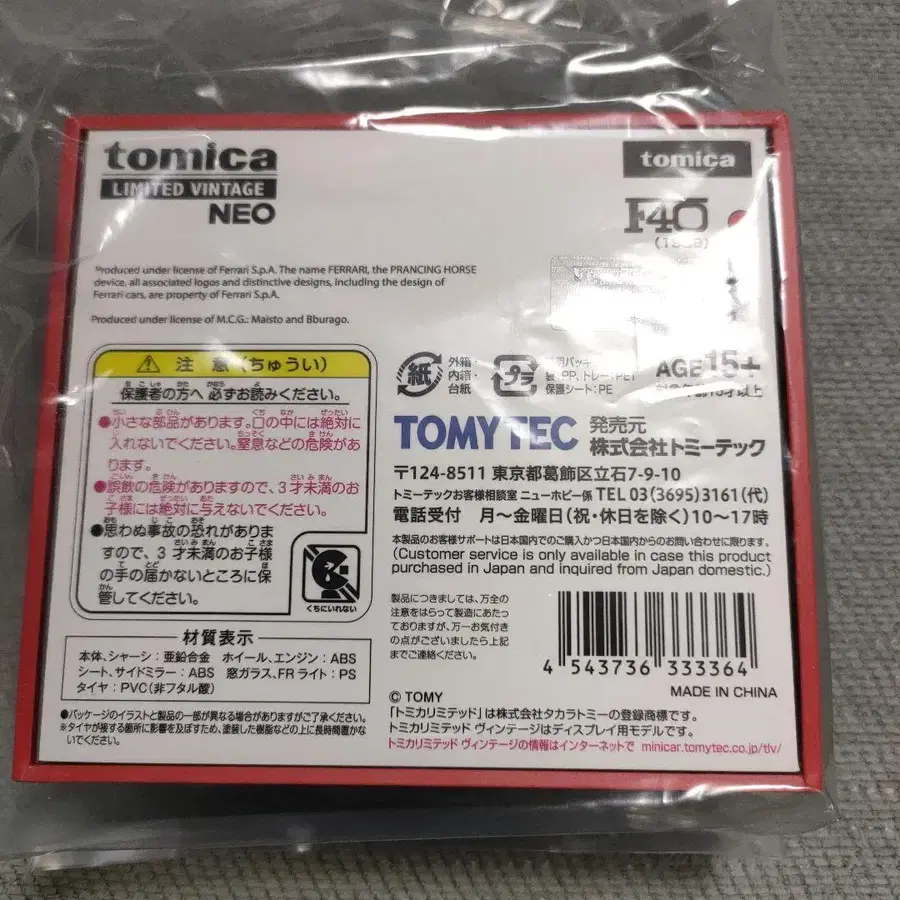 tomica
LIMITED VINTAGE
NEO
tomica
F40
Produced under license of Ferrari S.p.A. The name FERRARI, the PRANCING HORSE
device, all associated logos and distinctive designs, including the design of
Ferrari cars, are property of Ferrari S.p.A.
Produced under license of M.C.G.: Maisto and Bburago.
注意(ちゅうい)
保護者の方へ 必ずお読みください。
●小さな部品があります。口の中には絶対に
入れないでください。窒息などの危険があ
ります。
●誤飲の危険がありますので、3才未満のお
子様には絶対に与えないでください。
●思わぬ事故の恐れがあり
ますので、3才未満のお子様
の手の届かないところに保
管してください。
くちにいれない
材質表示
本体、シャーシ:亜鉛合金 ホイール、エンジン:ABS
シート、サイドミラー:ABS 窓ガラス、FRライト:PS
タイヤ:PVC(非フタル酸)
●パッケージのイラストと製品の一部が異なる場合がありますがご了承ください。
※タイヤが接する箇所に影響を及ぼすため、塗装した樹脂などの上に長時間置かな
いでください。
紙
外箱・
内箱・
台紙
プラ
袋:PP、トレー:PET
保護シート:PE
AGE 15+
TOMYTEC
発売元
株式会社トミーテック
〒124-8511 東京都葛飾区立石7-9-10
トミーテックお客様相談室 ニューホビー係 TEL 03(3695)3161(代)
電話受付 月〜金曜日(祝・休日を除く)10〜17時
本製品のお客様サポートは日本国内でのご購入かつ日本国内からのお問い合わせに限ります。
(Customer service is only available in case this product
purchased in Japan and inquired from Japan domestic.)
製品につきましては、万全の
注意をはらって製造にあたっ
ておりますが、万一お気付き
の点がございましたら上記
までご連絡ください。
4 543736 333364
MADE IN CHINA
© TOMY
「トミカリミテッド」は株式会社タカラトミーの登録商標です。
トミカリミテッド ヴィンテージはディスプレイ用モデルです。
トミカリミテッド ヴィンテージの情報はインターネットで minicar.tomytec.co.jp/tlv/